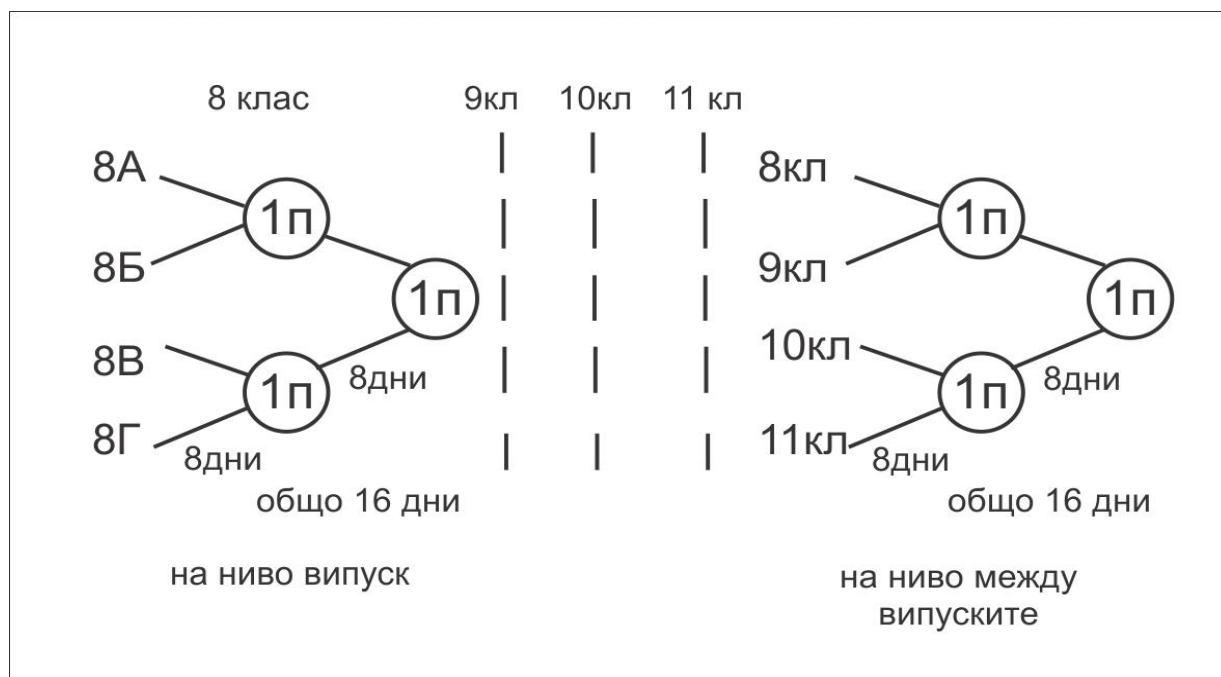 8 клас
9кл
10кл
11 кл
8А
8Б
8В
8Г
1п
1п
1п
8дни
8дни
общо 16 дни
на ниво випуск
8кл
9кл
10кл
11кл
1п
1п
1п
8дни
8дни
общо 16 дни
на ниво между
випуските